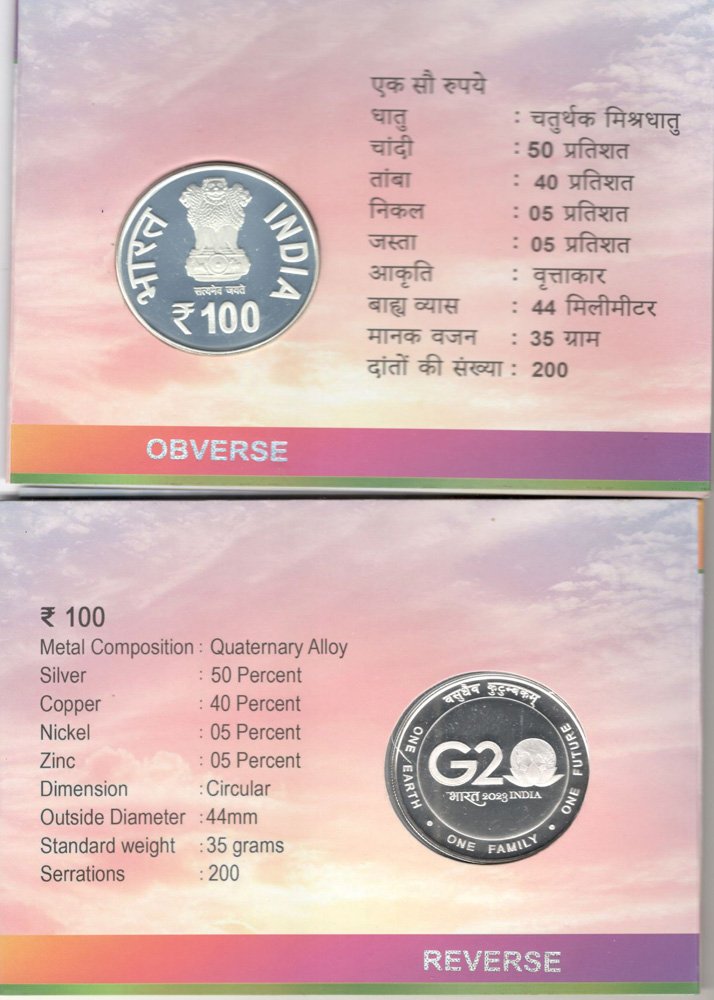 एक सौ रुपये
धातु : चतुर्थक मिश्रधातु
चांदी : 50 प्रतिशत
तांबा : 40 प्रतिशत
निकल : 05 प्रतिशत
जस्ता : 05 प्रतिशत
आकृति : वृत्ताकार
बाह्य व्यास : 44 मिलीमीटर
मानक वजन : 35 ग्राम
दांतों की संख्या : 200
भारत
INDIA
सत्यमेव जयते
₹ 100
OBVERSE
₹ 100
Metal Composition : Quaternary Alloy
Silver : 50 Percent
Copper : 40 Percent
Nickel : 05 Percent
Zinc : 05 Percent
Dimension : Circular
Outside Diameter : 44mm
Standard weight : 35 grams
Serrations : 200
वसुधैव कुटुम्बकम्
G20
भारत 2023 INDIA
ONE EARTH • ONE FAMILY • ONE FUTURE
REVERSE